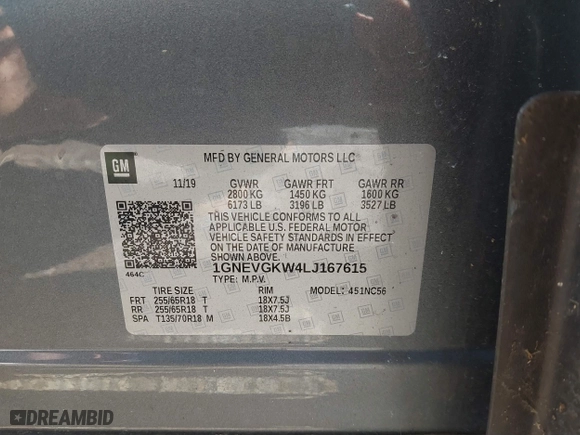 GM
MFD BY GENERAL MOTORS LLC
11/19 GVWR GAWR FRT GAWR RR
2800 KG 1450 KG 1600 KG
6173 LB 3196 LB 3527 LB
THIS VEHICLE CONFORMS TO ALL
APPLICABLE U.S. FEDERAL MOTOR
VEHICLE SAFETY STANDARDS IN EFFECT
ON THE DATE OF MANUFACTURE
SHOWN ABOVE.
464C
1GNEVGKW4LJ167615
TYPE: M.P.V.
TIRE SIZE RIM MODEL: 451NC56
FRT 255/65R18 T 18X7.5J
RR 255/65R18 T 18X7.5J
SPA T135/70R18 M 18X4.5B
DREAMBID